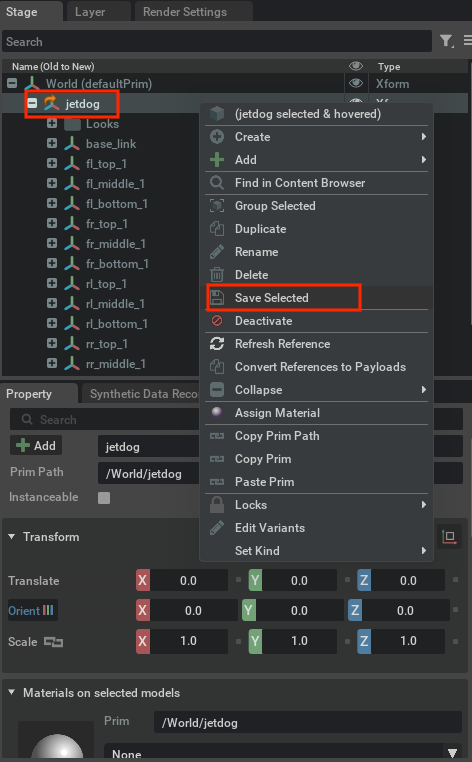 Stage Layer Render Settings
Search
Name (Old to New) Type
World (defaultPrim) Xform
jetdog
(jetdog selected & hovered)
Looks
Create
base_link
Add
fl_top_1
Find in Content Browser
fl_middle_1
Group Selected
fl_bottom_1
Duplicate
fr_top_1
Rename
fr_middle_1
Delete
fr_bottom_1
Save Selected
rl_top_1
Deactivate
rl_middle_1
Refresh Reference
rl_bottom_1
Convert References to Payloads
rr_top_1
Collapse
rr_middle_1
Property Synthetic Data Reco
Assign Material
Search
Copy Prim Path
Add jetdog
Copy Prim
Prim Path /World/jetdog
Paste Prim
Instanceable
Locks
Edit Variants
Transform
Set Kind
Translate X 0.0 Y 0.0 Z 0.0
Orient X 0.0 Y 0.0 Z 0.0
Scale X 1.0 Y 1.0 Z 1.0
Materials on selected models
Prim /World/jetdog
None